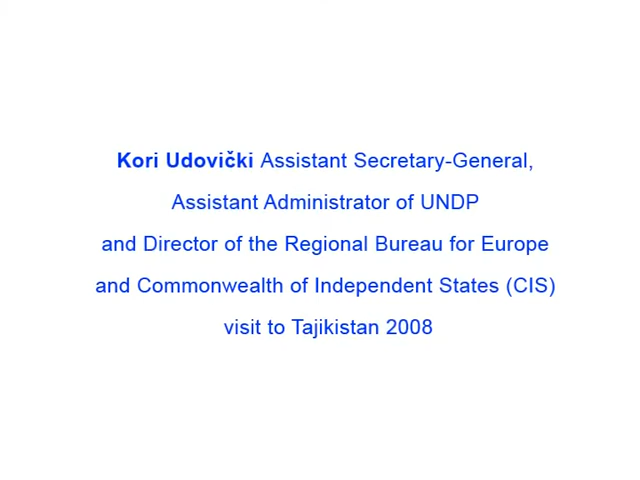 Kori Udovički Assistant Secretary-General,
Assistant Administrator of UNDP
and Director of the Regional Bureau for Europe
and Commonwealth of Independent States (CIS)
visit to Tajikistan 2008